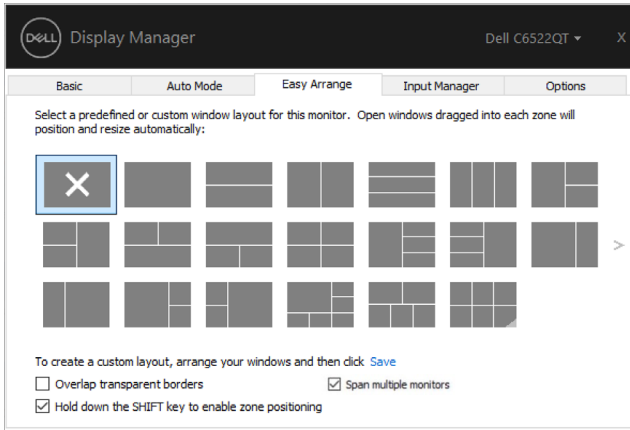 DELL Display Manager Dell C6522QT X
Basic Auto Mode Easy Arrange Input Manager Options
Select a predefined or custom window layout for this monitor. Open windows dragged into each zone will
position and resize automatically:
To create a custom layout, arrange your windows and then click Save
Overlap transparent borders Span multiple monitors
Hold down the SHIFT key to enable zone positioning